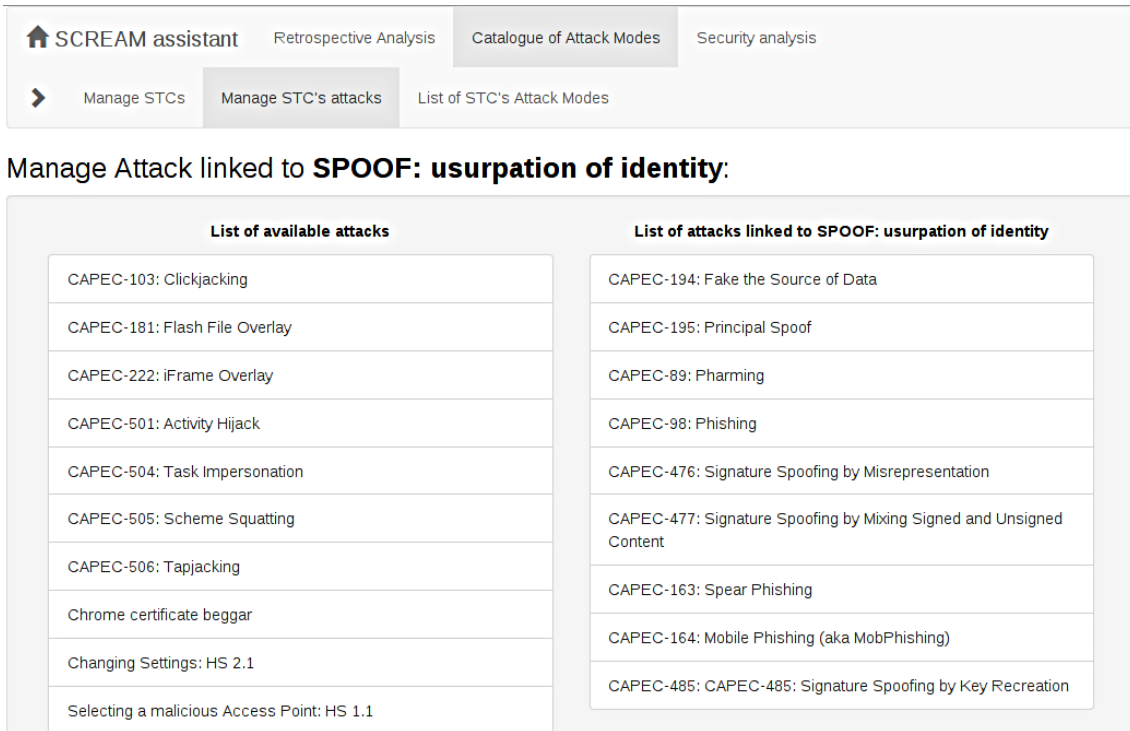 SCREAM assistant Retrospective Analysis Catalogue of Attack Modes Security analysis
Manage STCs Manage STC's attacks List of STC's Attack Modes
Manage Attack linked to SPOOF: usurpation of identity:
List of available attacks
CAPEC-103: Clickjacking
CAPEC-181: Flash File Overlay
CAPEC-222: iFrame Overlay
CAPEC-501: Activity Hijack
CAPEC-504: Task Impersonation
CAPEC-505: Scheme Squatting
CAPEC-506: Tapjacking
Chrome certificate beggar
Changing Settings: HS 2.1
Selecting a malicious Access Point: HS 1.1
List of attacks linked to SPOOF: usurpation of identity
CAPEC-194: Fake the Source of Data
CAPEC-195: Principal Spoof
CAPEC-89: Pharming
CAPEC-98: Phishing
CAPEC-476: Signature Spoofing by Misrepresentation
CAPEC-477: Signature Spoofing by Mixing Signed and Unsigned
Content
CAPEC-163: Spear Phishing
CAPEC-164: Mobile Phishing (aka MobPhishing)
CAPEC-485: CAPEC-485: Signature Spoofing by Key Recreation